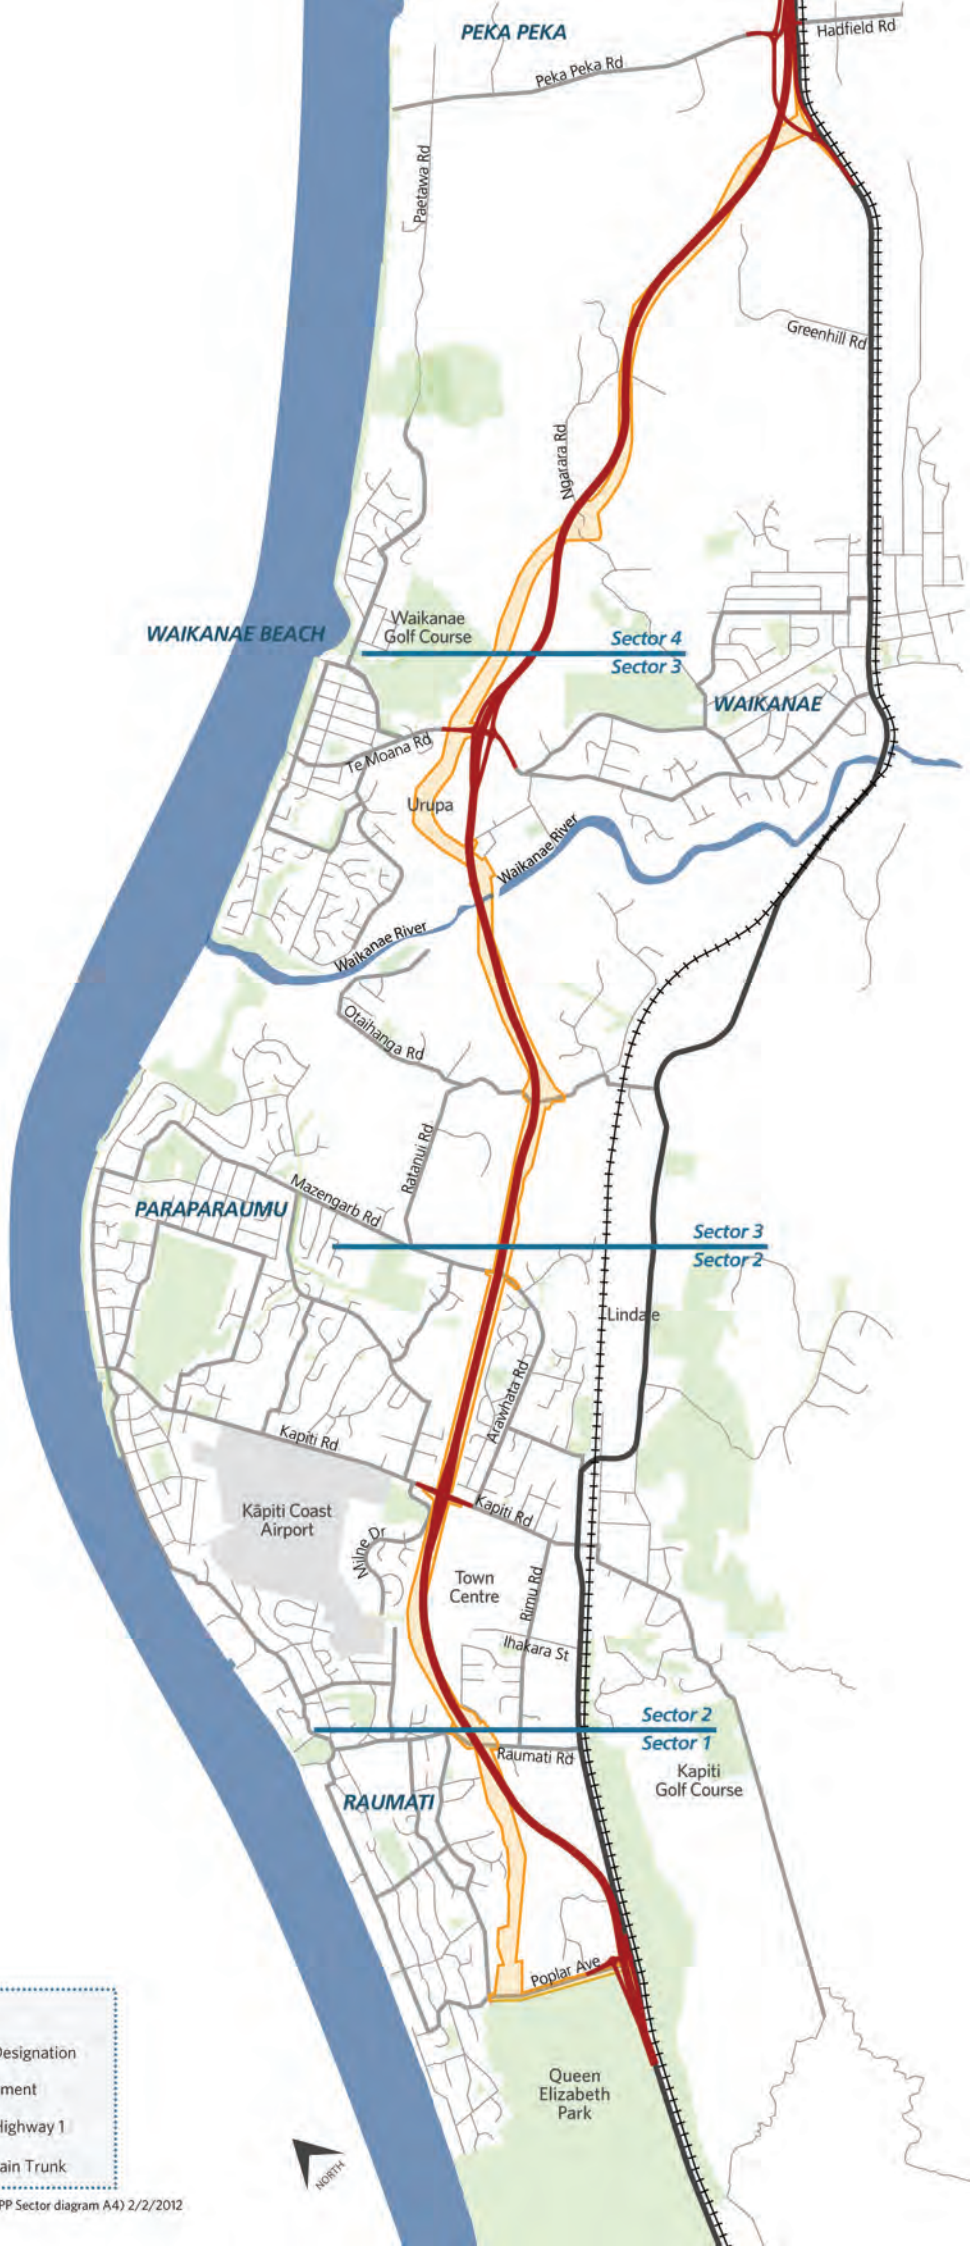 PEKA PEKA
Hadfield Rd
Peka Peka Rd
Paetawa Rd
Greenhill Rd
Ngarara Rd
Waikanae
Golf Course
WAIKANAE BEACH
Sector 4
Sector 3
WAIKANAE
Te Moana Rd
Urupa
Waikanae River
Waikanae River
Otaihanga Rd
Ratanui Rd
Mazengarb Rd
PARAPARAUMU
Sector 3
Sector 2
Lindale
Arawhata Rd
Kapiti Rd
Kāpiti Coast
Airport
Kapiti Rd
Milne Dr
Town
Centre
Rimu Rd
Ihakara St
Sector 2
Sector 1
Raumati Rd
Kapiti
Golf Course
RAUMATI
Poplar Ave
Queen
Elizabeth
Park
NORTH
Designation
ment
Highway 1
ain Trunk
PP Sector diagram A4) 2/2/2012